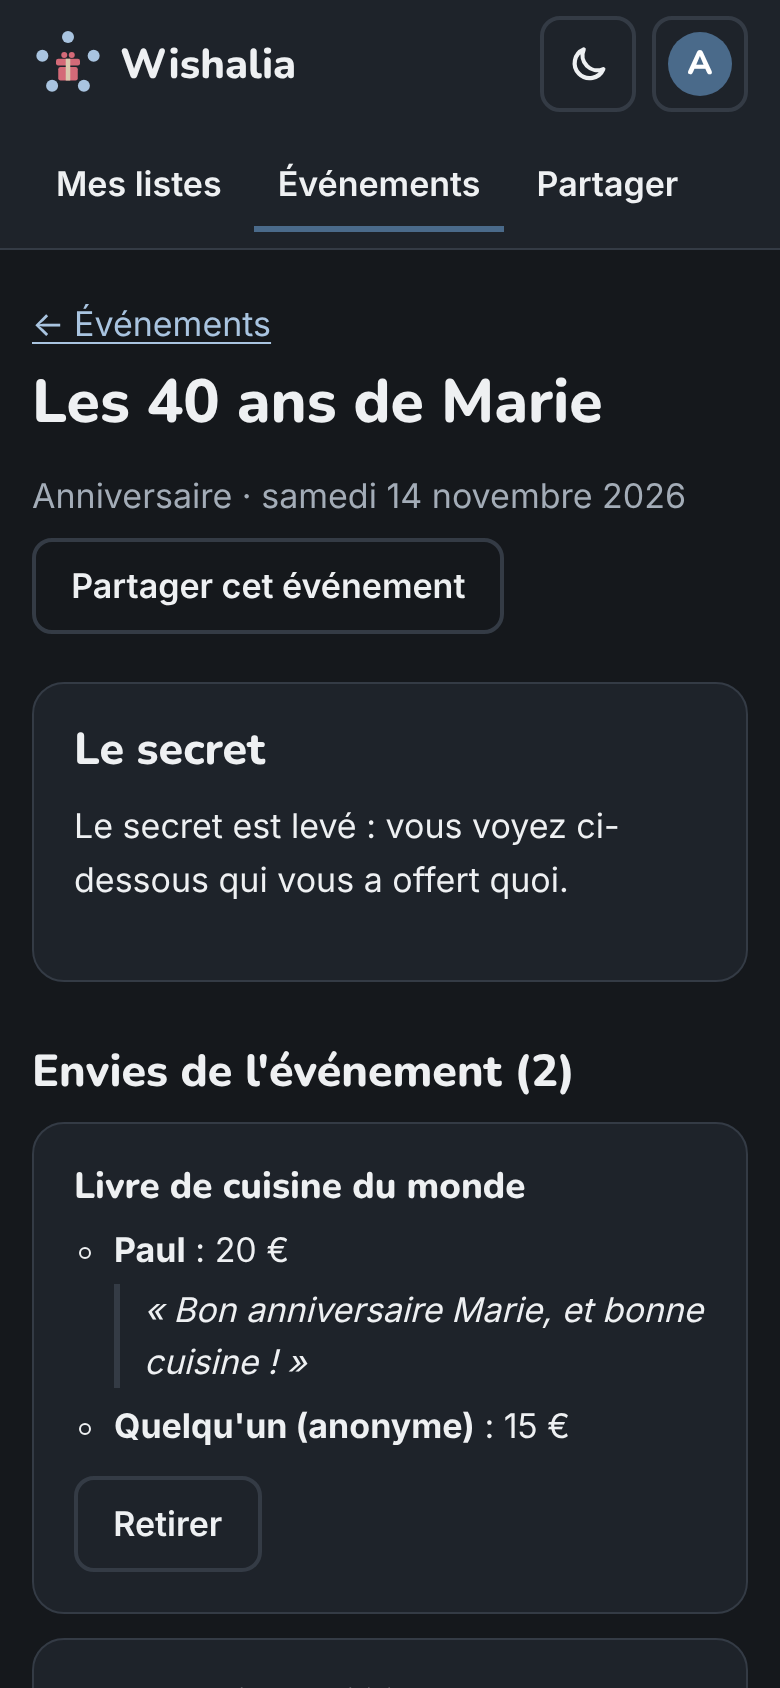 Wishalia
A
Mes listes Événements Partager
← Événements
Les 40 ans de Marie
Anniversaire · samedi 14 novembre 2026
Partager cet événement
Le secret
Le secret est levé : vous voyez ci-
dessous qui vous a offert quoi.
Envies de l'événement (2)
Livre de cuisine du monde
Paul : 20 €
« Bon anniversaire Marie, et bonne
cuisine ! »
Quelqu'un (anonyme) : 15 €
Retirer